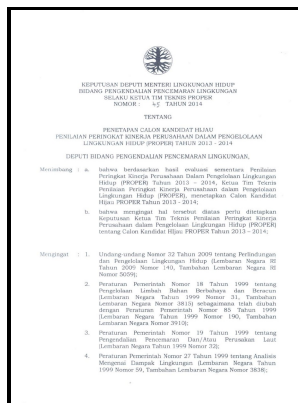 KEPUTUSAN DEPUTI MENTERI LINGKUNGAN HIDUP
BIDANG PENGENDALIAN PENCEMARAN LINGKUNGAN
SELAKU KETUA TIM TEKNIS PROPER
NOMOR : 45 TAHUN 2014
TENTANG
PENETAPAN CALON KANDIDAT HIJAU
PENILAIAN PERINGKAT KINERJA PERUSAHAAN DALAM PENGELOLAAN
LINGKUNGAN HIDUP (PROPER) TAHUN 2013 - 2014
DEPUTI BIDANG PENGENDALIAN PENCEMARAN LINGKUNGAN,
Menimbang : a. bahwa berdasarkan hasil evaluasi sementara Penilaian
Peringkat Kinerja Perusahaan Dalam Pengelolaan Lingkungan
Hidup (PROPER) Tahun 2013 – 2014, Ketua Tim Teknis
Penilaian Peringkat Kinerja Perusahaan dalam Pengelolaan
Lingkungan Hidup (PROPER), menetapkan Calon Kandidat
Hijau PROPER Tahun 2013 – 2014;
b. bahwa mengingat hal tersebut diatas perlu ditetapkan
Keputusan Ketua Tim Teknis Penilaian Peringkat Kinerja
Perusahaan dalam Pengelolaan Lingkungan Hidup (PROPER)
tentang Calon Kandidat Hijau PROPER Tahun 2013 – 2014;
Mengingat : 1. Undang-undang Nomor 32 Tahun 2009 tentang Perlindungan
dan Pengelolaan Lingkungan Hidup (Lembaran Negara RI
Tahun 2009 Nomor 140, Tambahan Lembaran Negara RI
Nomor 5059);
2. Peraturan Pemerintah Nomor 18 Tahun 1999 tentang
Pengelolaan Limbah Bahan Berbahaya dan Beracun
(Lembaran Negara Tahun 1999 Nomor 31, Tambahan
Lembaran Negara Nomor 3815) sebagaimana telah diubah
dengan Peraturan Pemerintah Nomor 85 Tahun 1999
(Lembaran Negara Tahun 1999 Nomor 190, Tambahan
Lembaran Negara Nomor 3910);
3. Peraturan Pemerintah Nomor 19 Tahun 1999 tentang
Pengendalian Pencemaran Dan/Atau Perusakan Laut
(Lembaran Negara Tahun 1999 Nomor 32);
4. Peraturan Pemerintah Nomor 27 Tahun 1999 tentang Analisis
Mengenai Dampak Lingkungan (Lembaran Negara Tahun
1999 Nomor 59, Tambahan Lembaran Negara Nomor 3838);